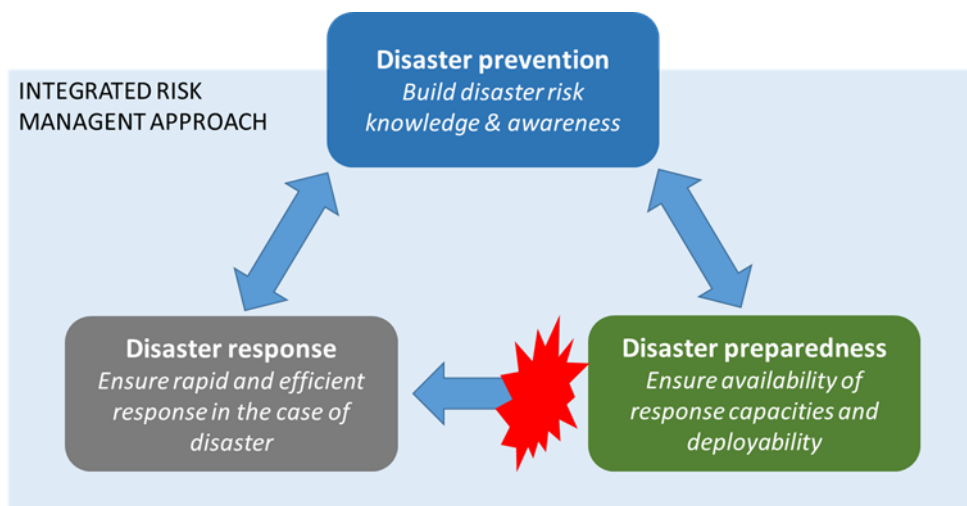 Disaster prevention
Build disaster risk
knowledge & awareness
INTEGRATED RISK
MANAGENT APPROACH
Disaster response
Ensure rapid and efficient
response in the case of
disaster
Disaster preparedness
Ensure availability of
response capacities and
deployability